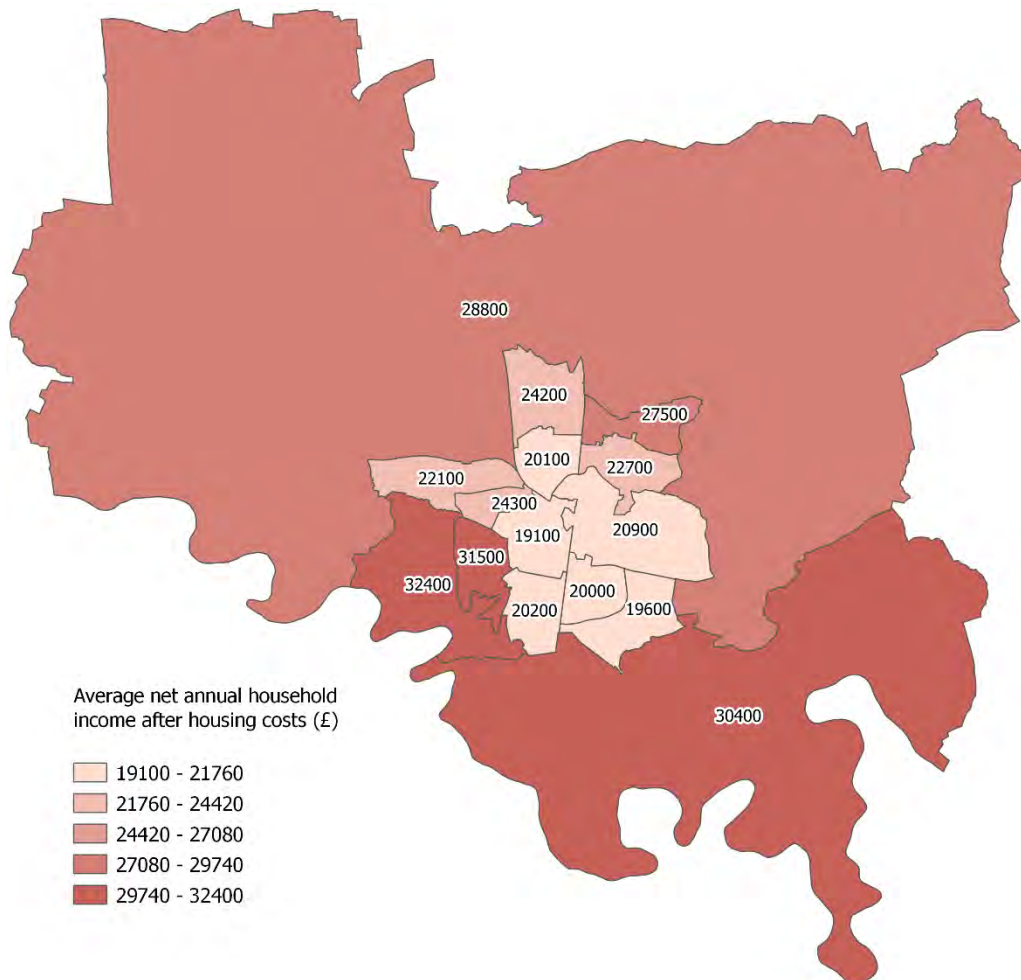 28800
24200
27500
20100
22700
22100
24300
19100
20900
31500
32400
20000
20200
19600
30400
Average net annual household
income after housing costs (£)
19100 - 21760
21760 - 24420
24420 - 27080
27080 - 29740
29740 - 32400